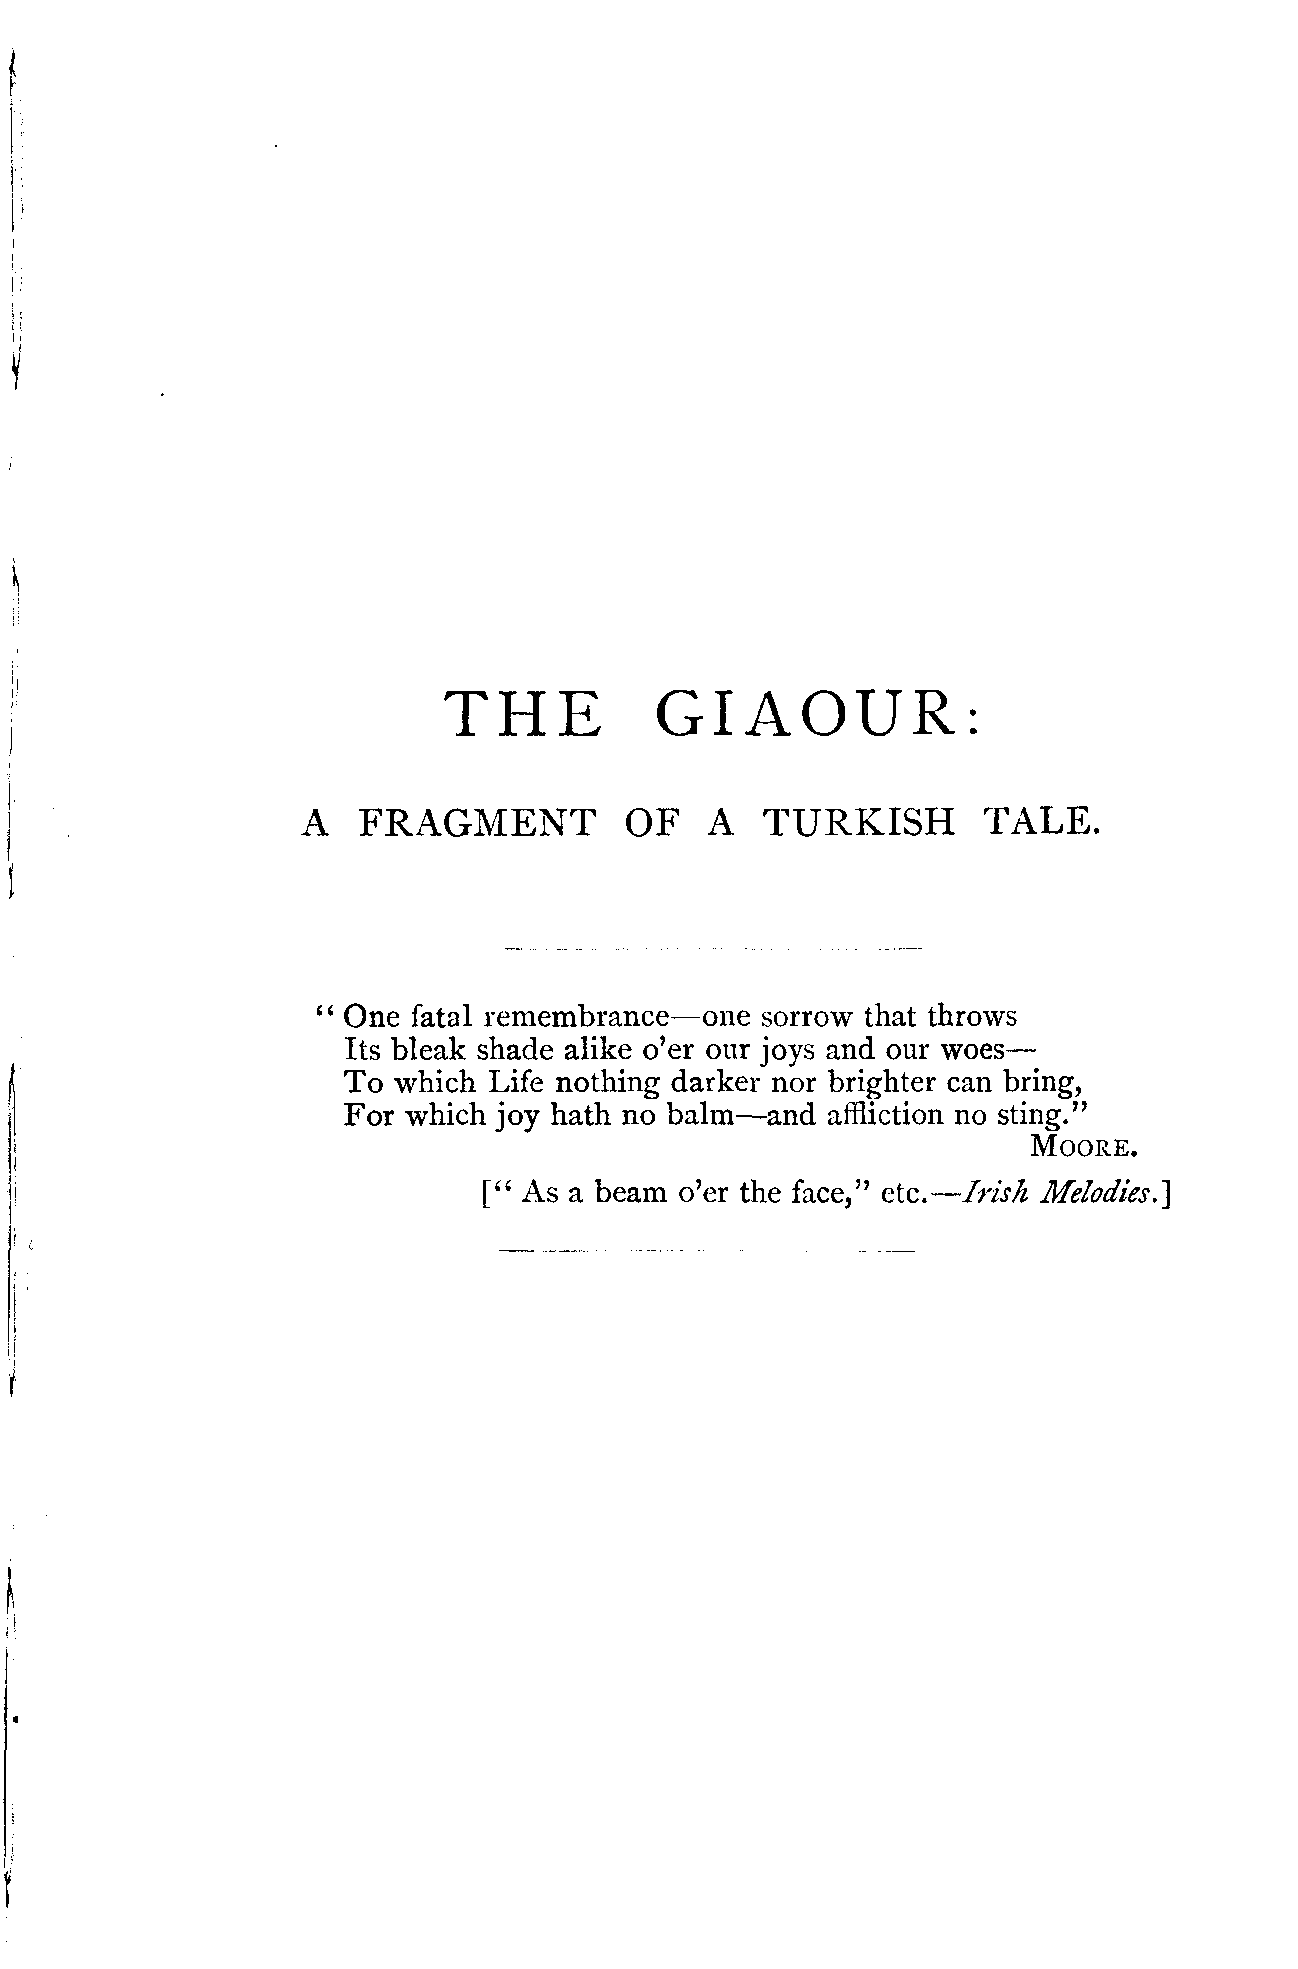 THE GIAOUR:
A FRAGMENT OF A TURKISH TALE.
“One fatal remembrance—one sorrow that throws
Its bleak shade alike o’er our joys and our woes—
To which Life nothing darker nor brighter can bring,
For which joy hath no balm—and affliction no sting.”
MOORE.
[“As a beam o’er the face,” etc.—Irish Melodies.]